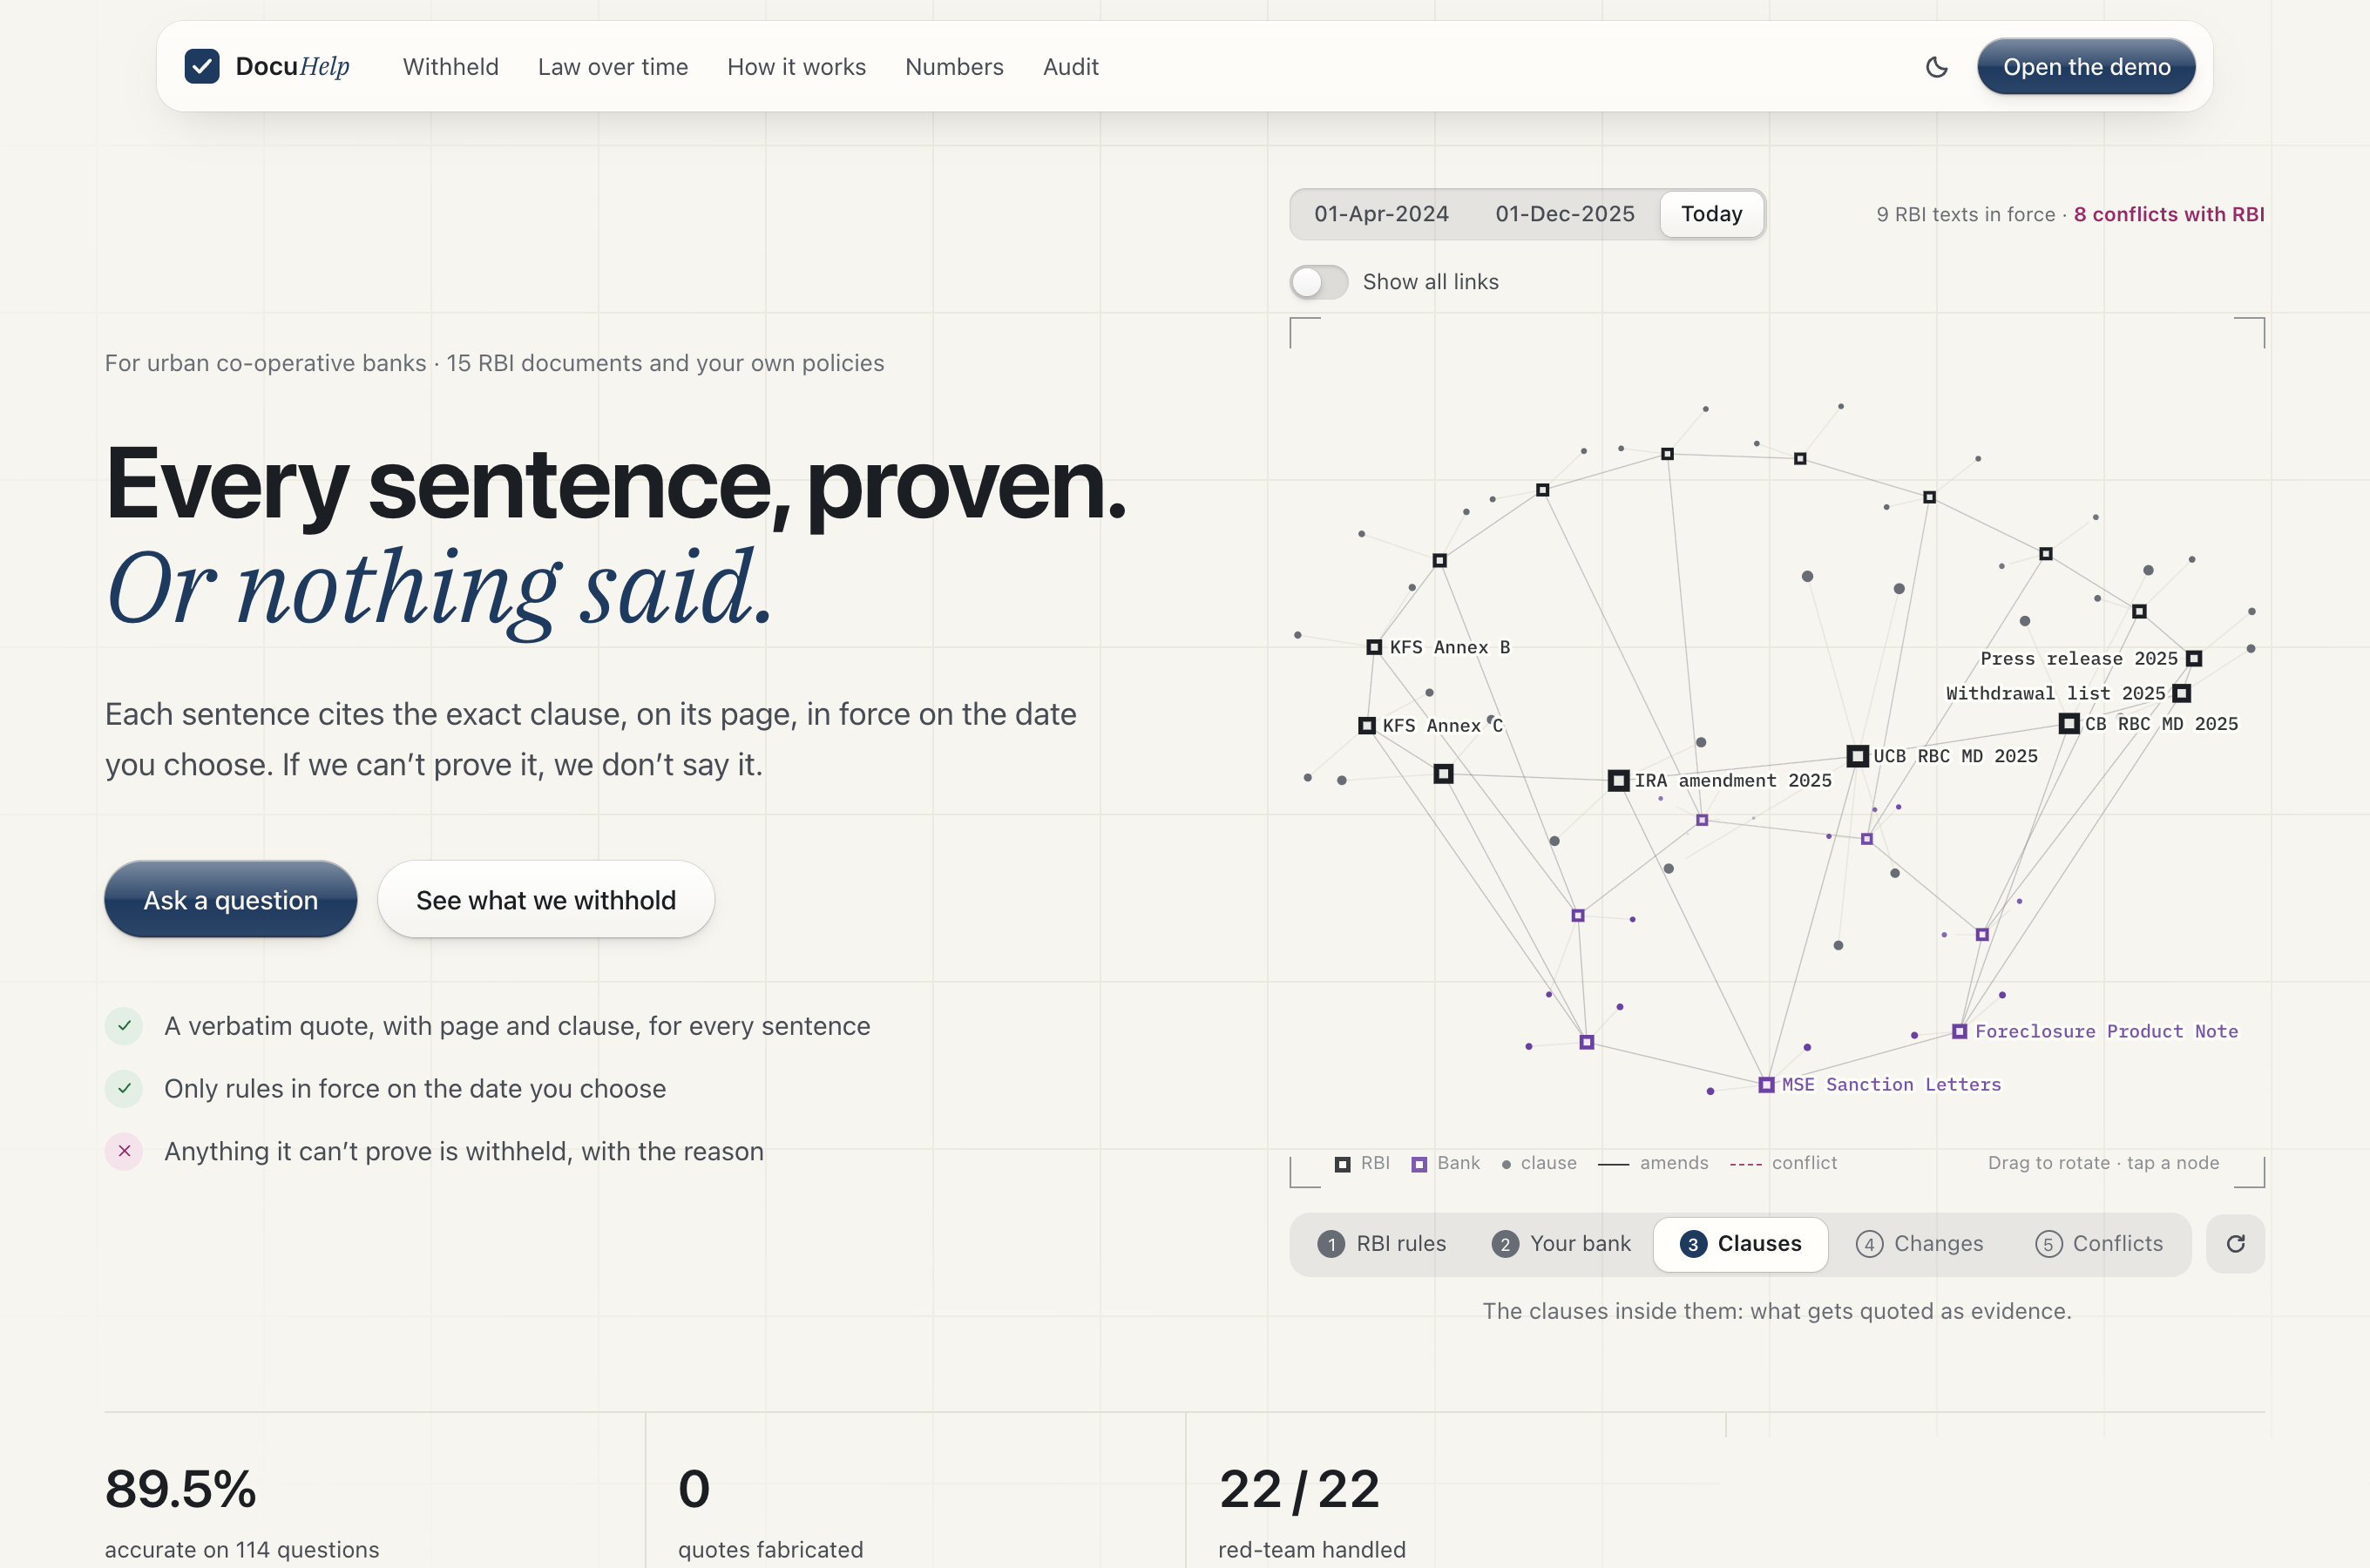 DocuHelp
Withheld
Law over time
How it works
Numbers
Audit
Open the demo
01-Apr-2024
01-Dec-2025
Today
9 RBI texts in force · 8 conflicts with RBI
Show all links
For urban co-operative banks · 15 RBI documents and your own policies
Every sentence, proven.
Or nothing said.
Each sentence cites the exact clause, on its page, in force on the date
you choose. If we can’t prove it, we don’t say it.
Ask a question
See what we withhold
A verbatim quote, with page and clause, for every sentence
Only rules in force on the date you choose
Anything it can’t prove is withheld, with the reason
KFS Annex B
Press release 2025
Withdrawal list 2025
KFS Annex C
CB RBC MD 2025
UCB RBC MD 2025
IRA amendment 2025
Foreclosure Product Note
MSE Sanction Letters
RBI
Bank
clause
amends
conflict
Drag to rotate · tap a node
1 RBI rules
2 Your bank
3 Clauses
4 Changes
5 Conflicts
The clauses inside them: what gets quoted as evidence.
89.5%
accurate on 114 questions
0
quotes fabricated
22 / 22
red-team handled